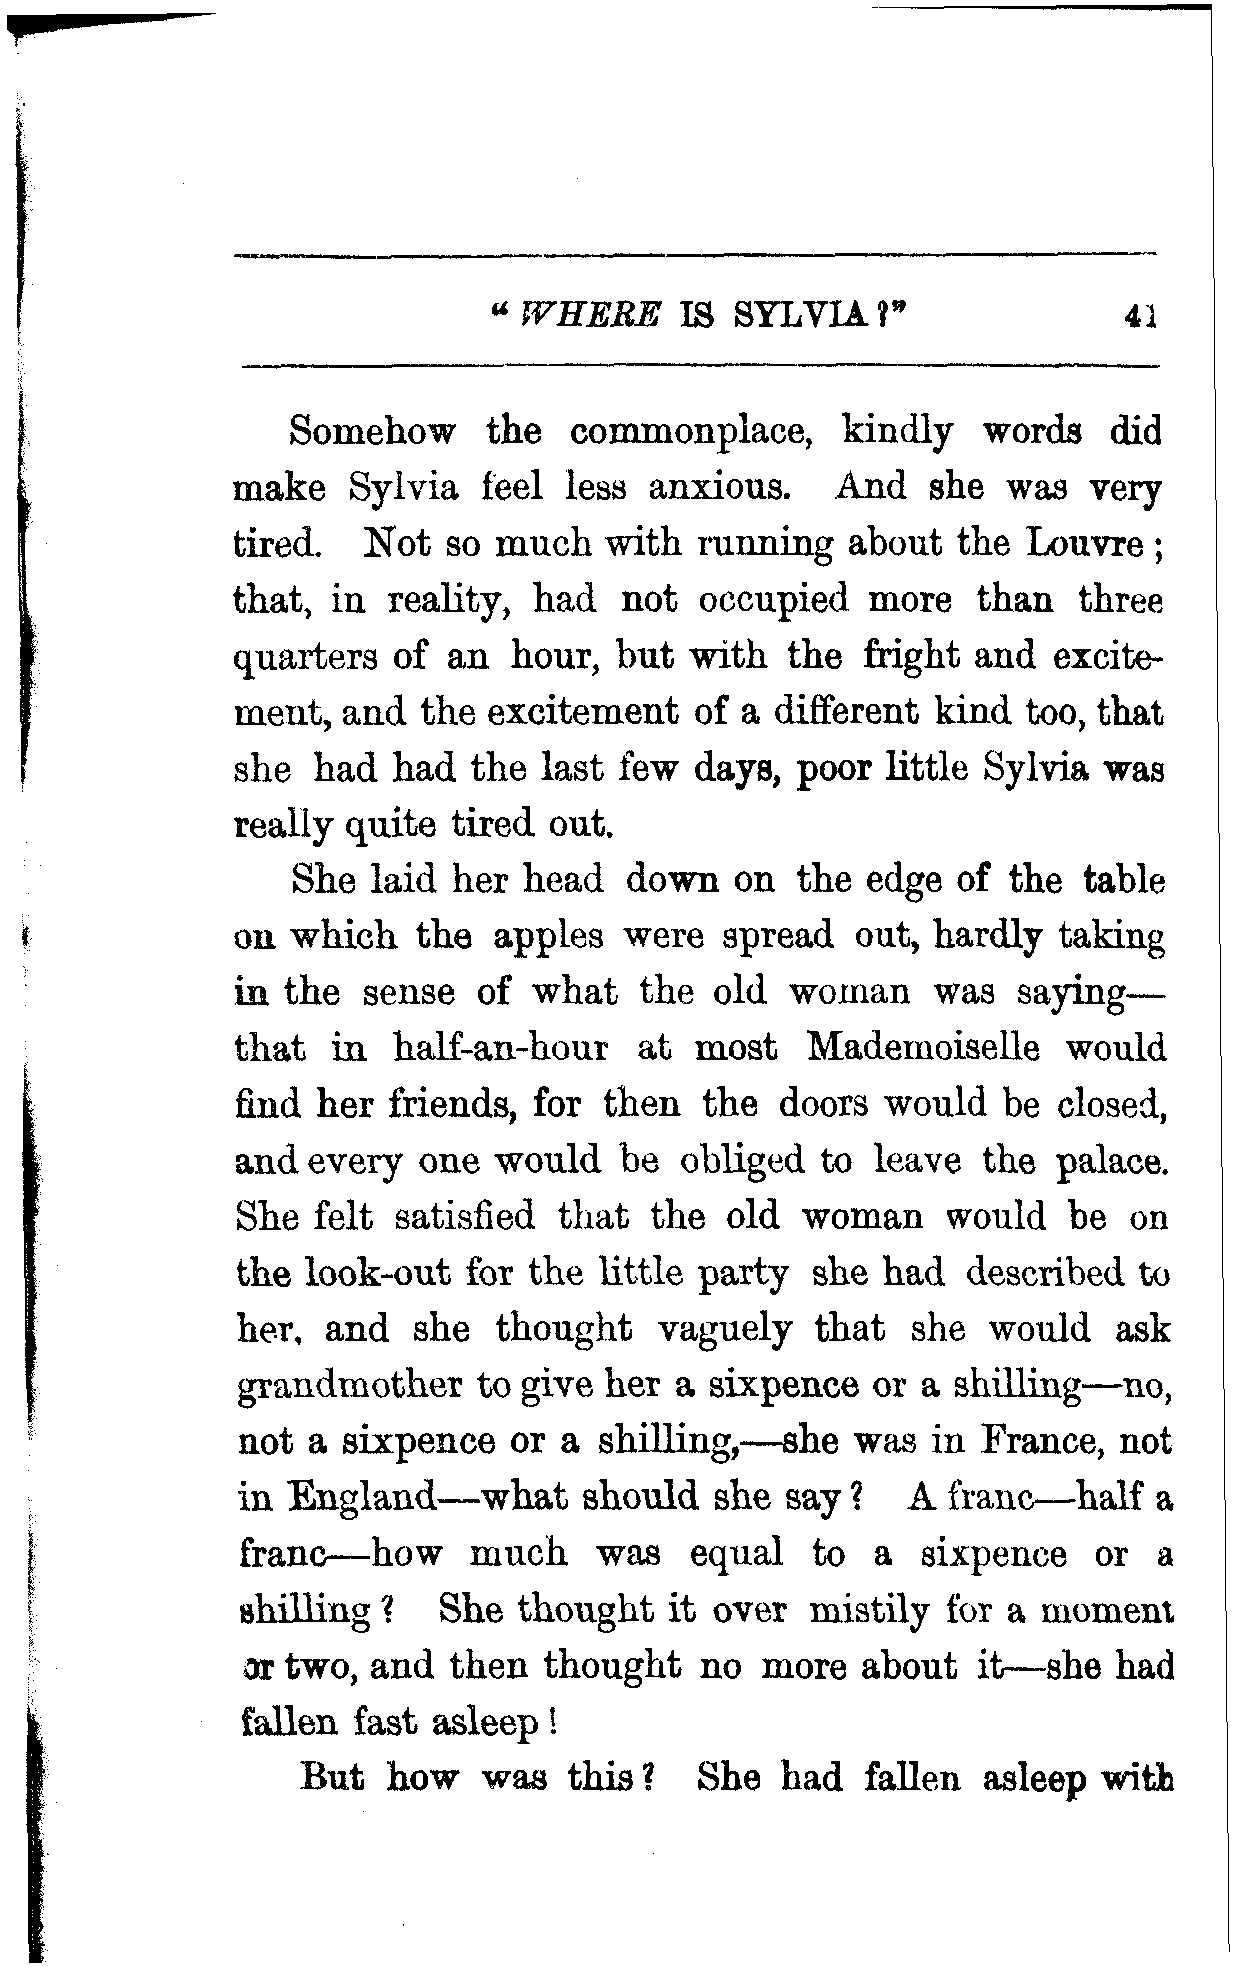 “ WHERE IS SYLVIA ?” 41
Somehow the commonplace, kindly words did
make Sylvia feel less anxious. And she was very
tired. Not so much with running about the Louvre ;
that, in reality, had not occupied more than three
quarters of an hour, but with the fright and excite-
ment, and the excitement of a different kind too, that
she had had the last few days, poor little Sylvia was
really quite tired out.
She laid her head down on the edge of the table
on which the apples were spread out, hardly taking
in the sense of what the old woman was saying—
that in half-an-hour at most Mademoiselle would
find her friends, for then the doors would be closed,
and every one would be obliged to leave the palace.
She felt satisfied that the old woman would be on
the look-out for the little party she had described to
her, and she thought vaguely that she would ask
grandmother to give her a sixpence or a shilling—no,
not a sixpence or a shilling,—she was in France, not
in England—what should she say ? A franc—half a
franc—how much was equal to a sixpence or a
shilling ? She thought it over mistily for a moment
or two, and then thought no more about it—she had
fallen fast asleep !
But how was this ? She had fallen asleep with